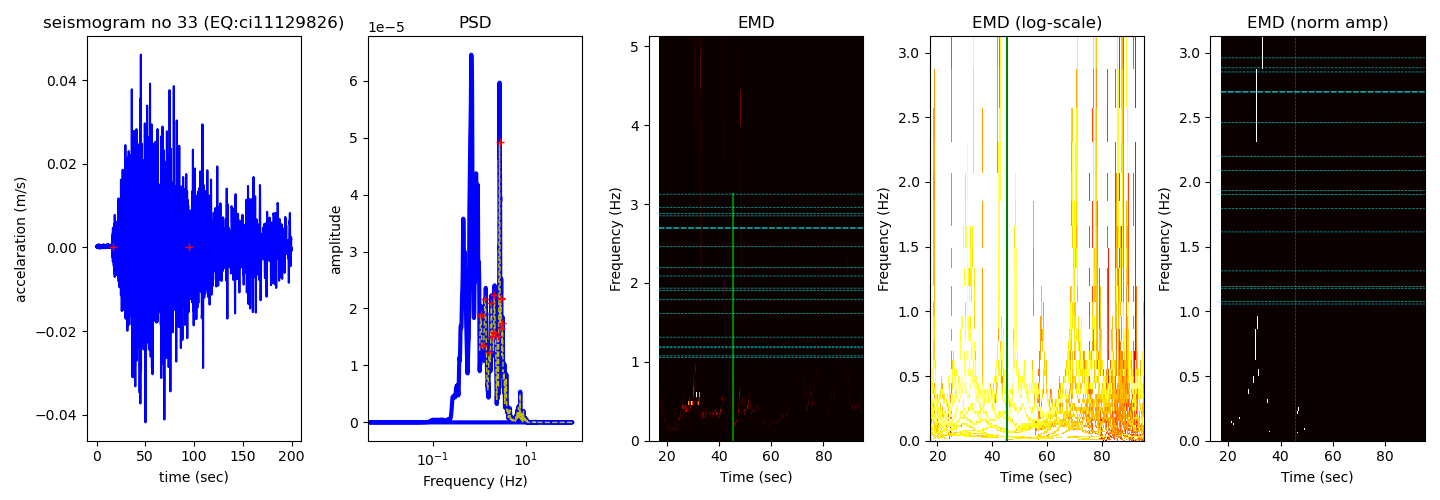 seismogram no 33 (EQ:ci11129826)
accelaration (m/s)
0.04
0.02
0.00
−0.02
−0.04
0 50 100 150 200
time (sec)
PSD
1e−5
amplitude
6
5
4
3
2
1
0
10⁻¹ 10¹
Frequency (Hz)
EMD
Frequency (Hz)
5
4
3
2
1
0
20 40 60 80
Time (sec)
EMD (log-scale)
Frequency (Hz)
3.0
2.5
2.0
1.5
1.0
0.5
0.0
20 40 60 80
Time (sec)
EMD (norm amp)
Frequency (Hz)
3.0
2.5
2.0
1.5
1.0
0.5
0.0
20 40 60 80
Time (sec)